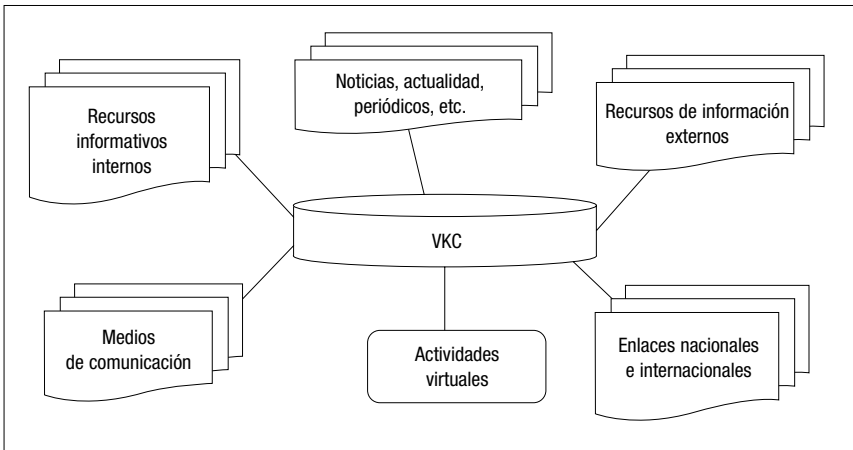 Recursos
informativos
internos
Noticias, actualidad,
periódicos, etc.
Recursos de información
externos
VKC
Medios
de comunicación
Actividades
virtuales
Enlaces nacionales
e internacionales